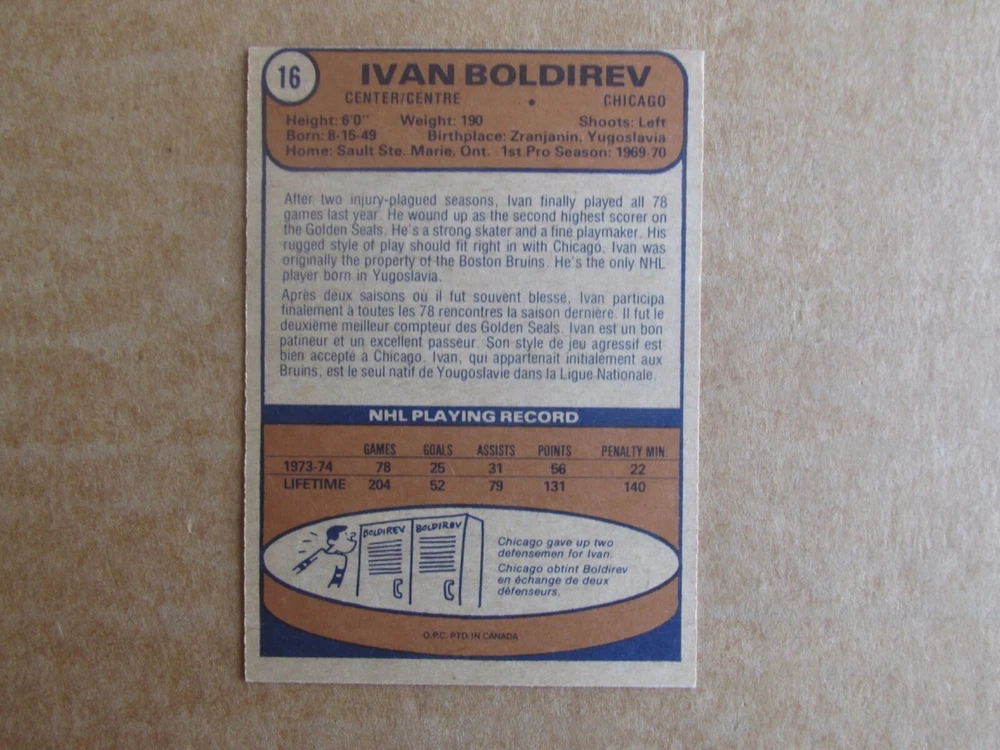 16
IVAN BOLDIREV
CENTER/CENTRE • CHICAGO
Height: 6'0" Weight: 190 Shoots: Left
Born: 8-15-49 Birthplace: Zranjanin, Yugoslavia
Home: Sault Ste. Marie, Ont. 1st Pro Season: 1969-70
After two injury-plagued seasons, Ivan finally played all 78
games last year. He wound up as the second highest scorer on
the Golden Seals. He's a strong skater and a fine playmaker. His
rugged style of play should fit right in with Chicago. Ivan was
originally the property of the Boston Bruins. He's the only NHL
player born in Yugoslavia.
Après deux saisons où il fut souvent blessé, Ivan participa
finalement à toutes les 78 rencontres la saison dernière. Il fut le
deuxième meilleur compteur des Golden Seals. Ivan est un bon
patineur et un excellent passeur. Son style de jeu agressif est
bien accepté à Chicago. Ivan, qui appartenait initialement aux
Bruins, est le seul natif de Yougoslavie dans la Ligue Nationale.
NHL PLAYING RECORD
GAMES GOALS ASSISTS POINTS PENALTY MIN.
1973-74 78 25 31 56 22
LIFETIME 204 52 79 131 140
BOLDIREV BOLDIREV
Chicago gave up two
defensemen for Ivan.
Chicago obtint Boldirev
en échange de deux
défenseurs.
O.P.C. PTD. IN CANADA